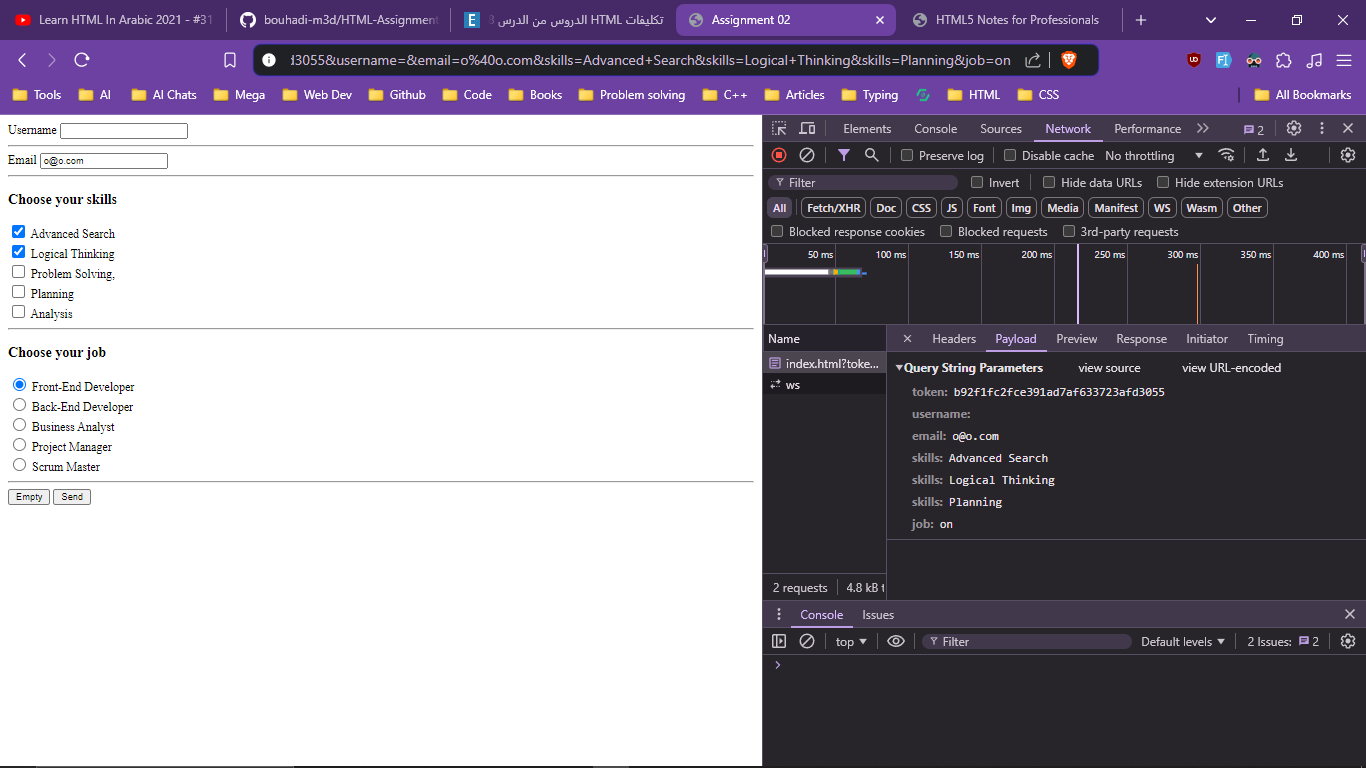 Learn HTML In Arabic 2021 - #31
bouhadi-m3d/HTML-Assignment
تكليفات HTML الدروس من الدرس 3
Assignment 02
HTML5 Notes for Professionals
d3055&username=&email=o%40o.com&skills=Advanced+Search&skills=Logical+Thinking&skills=Planning&job=on
Tools AI AI Chats Mega Web Dev Github Code Books Problem solving C++ Articles Typing HTML CSS All Bookmarks
Username
Email o@o.com
Choose your skills
Advanced Search
Logical Thinking
Problem Solving,
Planning
Analysis
Choose your job
Front-End Developer
Back-End Developer
Business Analyst
Project Manager
Scrum Master
Empty Send
Elements Console Sources Network Performance 2
Preserve log Disable cache No throttling
Filter Invert Hide data URLs Hide extension URLs
All Fetch/XHR Doc CSS JS Font Img Media Manifest WS Wasm Other
Blocked response cookies Blocked requests 3rd-party requests
50 ms 100 ms 150 ms 200 ms 250 ms 300 ms 350 ms 400 ms
Name
index.html?toke...
ws
2 requests 4.8 kB t
Headers Payload Preview Response Initiator Timing
Query String Parameters view source view URL-encoded
token: b92f1fc2fce391ad7af633723afd3055
username:
email: o@o.com
skills: Advanced Search
skills: Logical Thinking
skills: Planning
job: on
Console Issues
top Filter Default levels 2 Issues: 2